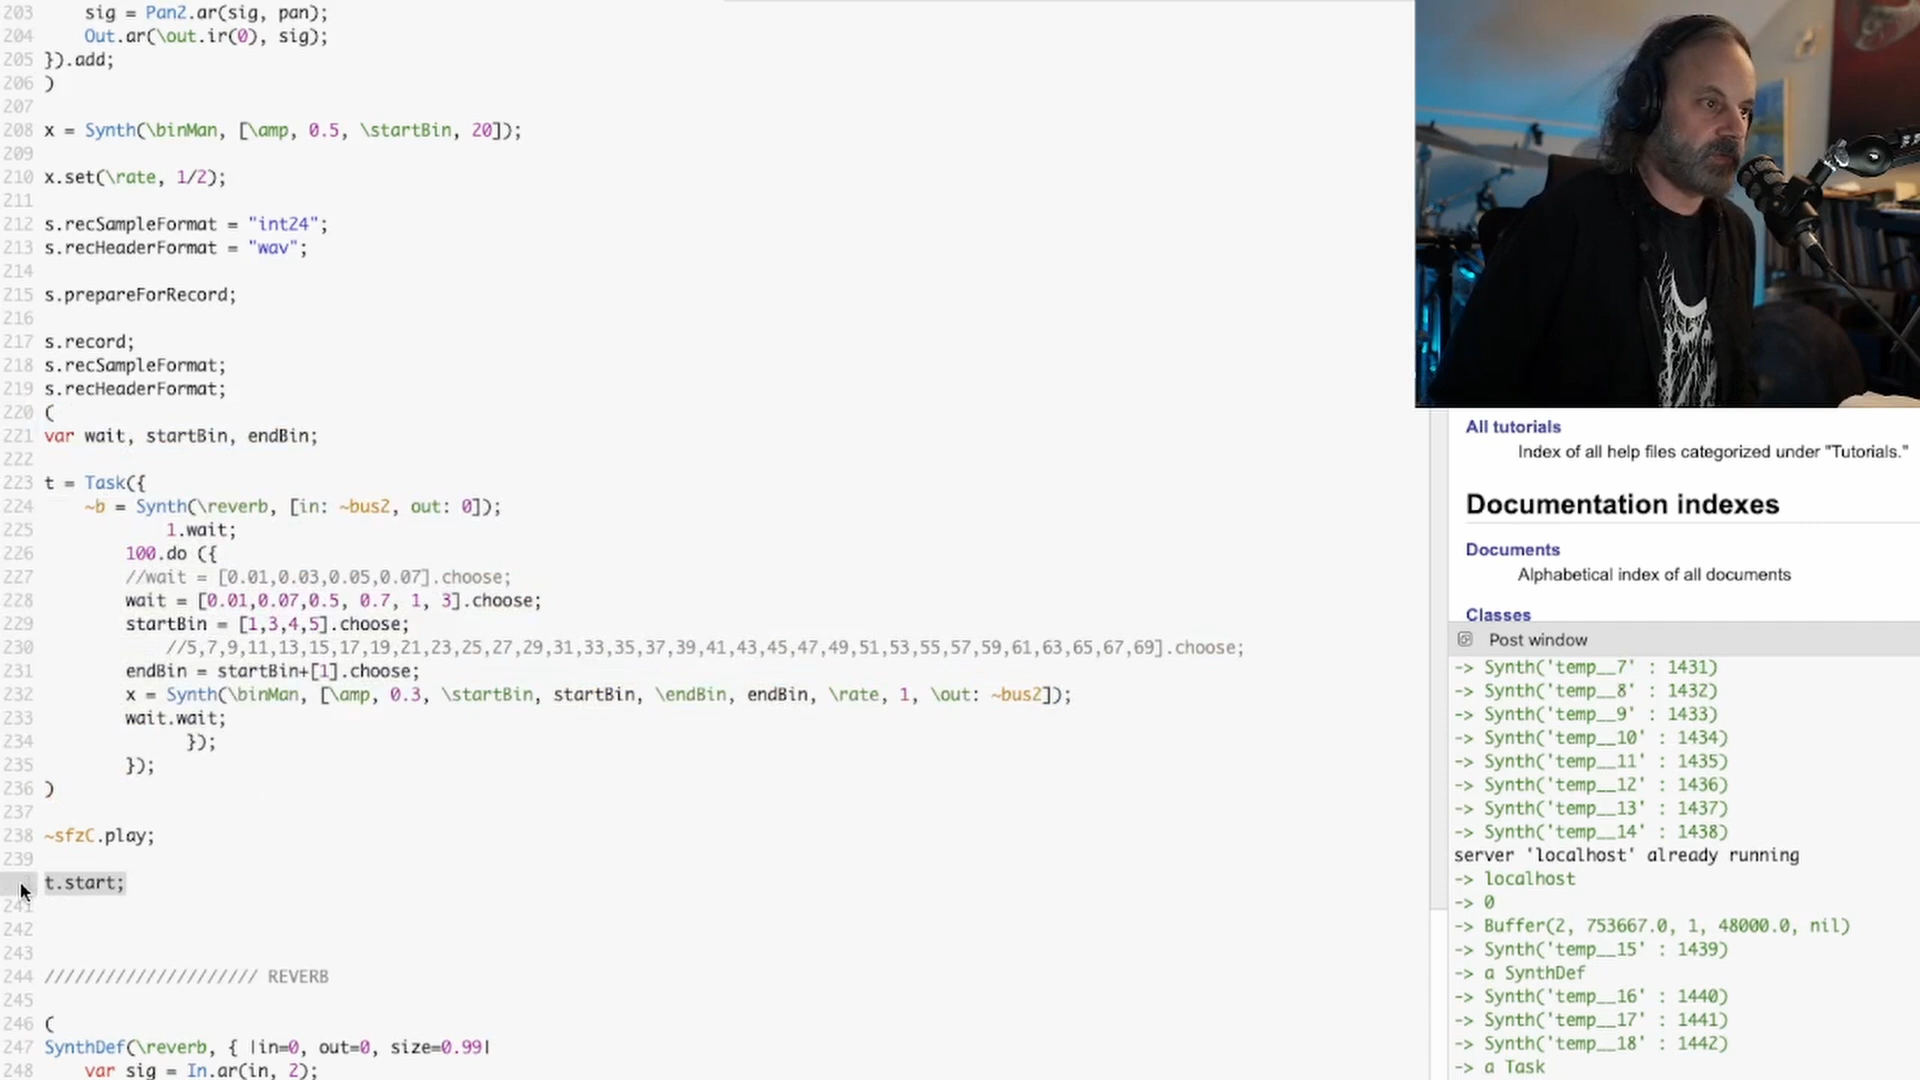 203 sig = Pan2.ar(sig, pan);
204 Out.ar(\out.ir(0), sig);
205 }).add;
206 )
207
208 x = Synth(\binMan, [\amp, 0.5, \startBin, 20]);
209
210 x.set(\rate, 1/2);
211
212 s.recSampleFormat = "int24";
213 s.recHeaderFormat = "wav";
214
215 s.prepareForRecord;
216
217 s.record;
218 s.recSampleFormat;
219 s.recHeaderFormat;
220 (
221 var wait, startBin, endBin;
222
223 t = Task({
224 ~b = Synth(\reverb, [in: ~bus2, out: 0]);
225 1.wait;
226 100.do ({
227 //wait = [0.01,0.03,0.05,0.07].choose;
228 wait = [0.01,0.07,0.5, 0.7, 1, 3].choose;
229 startBin = [1,3,4,5].choose;
230 //5,7,9,11,13,15,17,19,21,23,25,27,29,31,33,35,37,39,41,43,45,47,49,51,53,55,57,59,61,63,65,67,69].choose;
231 endBin = startBin+[1].choose;
232 x = Synth(\binMan, [\amp, 0.3, \startBin, startBin, \endBin, endBin, \rate, 1, \out: ~bus2]);
233 wait.wait;
234 });
235 });
236 )
237
238 ~sfzC.play;
239
t.start;
241
242
243
244 ///////////////////// REVERB
245
246 (
247 SynthDef(\reverb, { |in=0, out=0, size=0.99|
248 var sig = In.ar(in, 2);
All tutorials
Index of all help files categorized under "Tutorials."
Documentation indexes
Documents
Alphabetical index of all documents
Classes
Post window
-> Synth('temp__7' : 1431)
-> Synth('temp__8' : 1432)
-> Synth('temp__9' : 1433)
-> Synth('temp__10' : 1434)
-> Synth('temp__11' : 1435)
-> Synth('temp__12' : 1436)
-> Synth('temp__13' : 1437)
-> Synth('temp__14' : 1438)
server 'localhost' already running
-> localhost
-> 0
-> Buffer(2, 753667.0, 1, 48000.0, nil)
-> Synth('temp__15' : 1439)
-> a SynthDef
-> Synth('temp__16' : 1440)
-> Synth('temp__17' : 1441)
-> Synth('temp__18' : 1442)
-> a Task